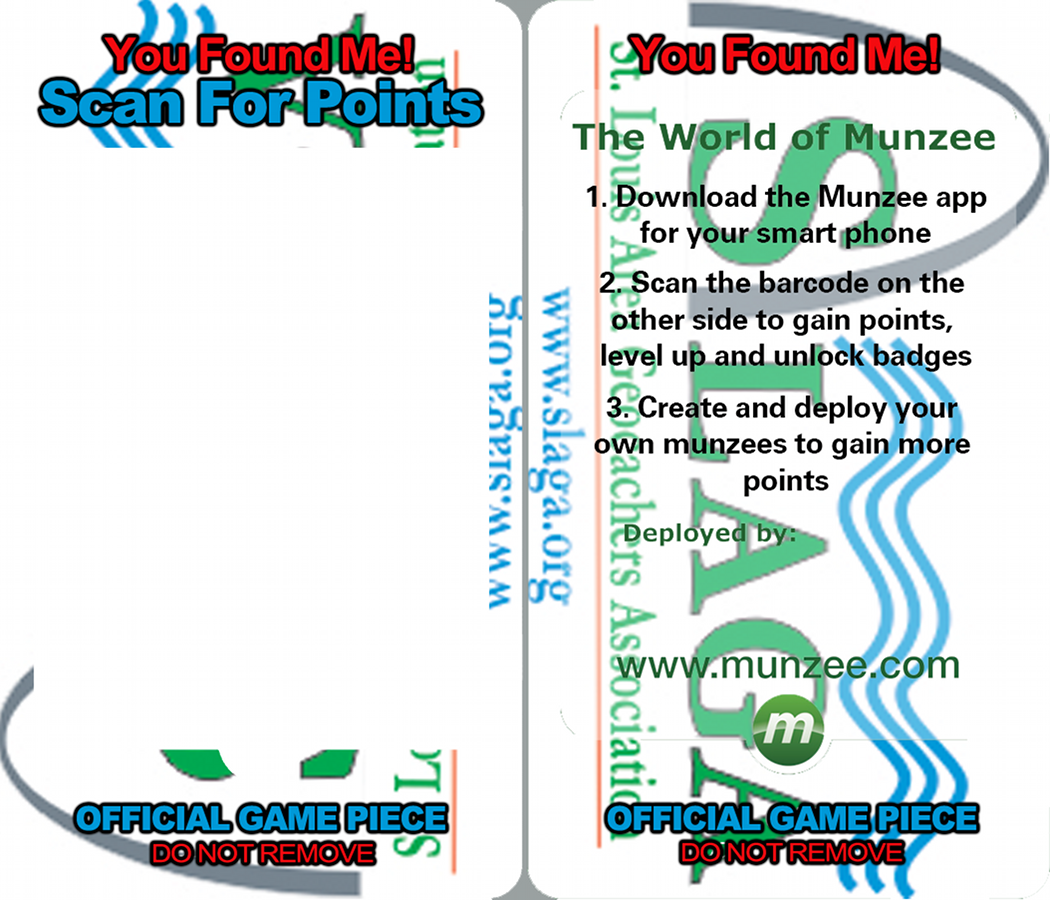 You Found Me!
Scan For Points
www.slaga.org
OFFICIAL GAME PIECE
DO NOT REMOVE
You Found Me!
The World of Munzee
1. Download the Munzee app
for your smart phone
2. Scan the barcode on the
other side to gain points,
level up and unlock badges
3. Create and deploy your
own munzees to gain more
points
Deployed by:
www.munzee.com
m
OFFICIAL GAME PIECE
DO NOT REMOVE
www.slaga.org
St. Louis Area Geocachers Association
SLAGA